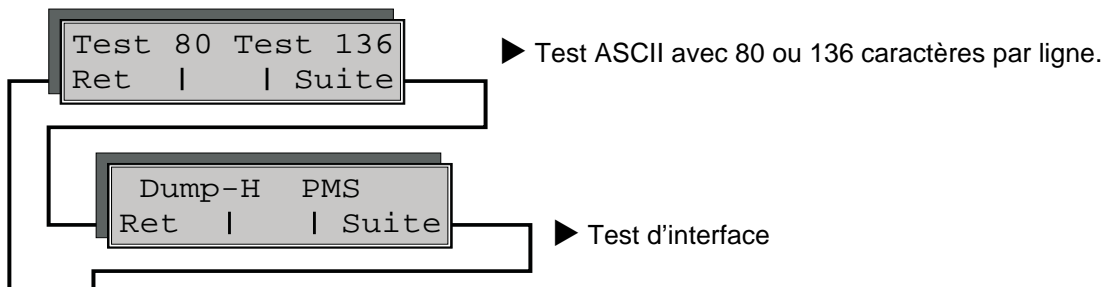 Test 80 Test 136
Ret | | Suite
▶ Test ASCII avec 80 ou 136 caractères par ligne.
Dump-H PMS
Ret | | Suite
▶ Test d'interface